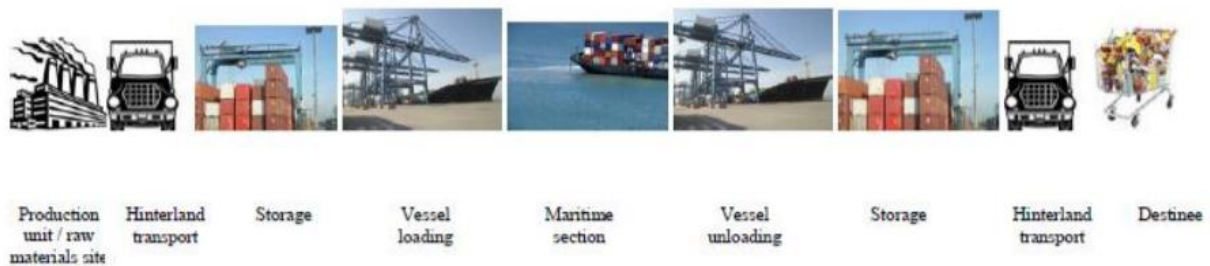 Production
unit / raw
materials site
Hinterland
transport
Storage
Vessel
loading
Maritime
section
Vessel
unloading
Storage
Hinterland
transport
Destinee